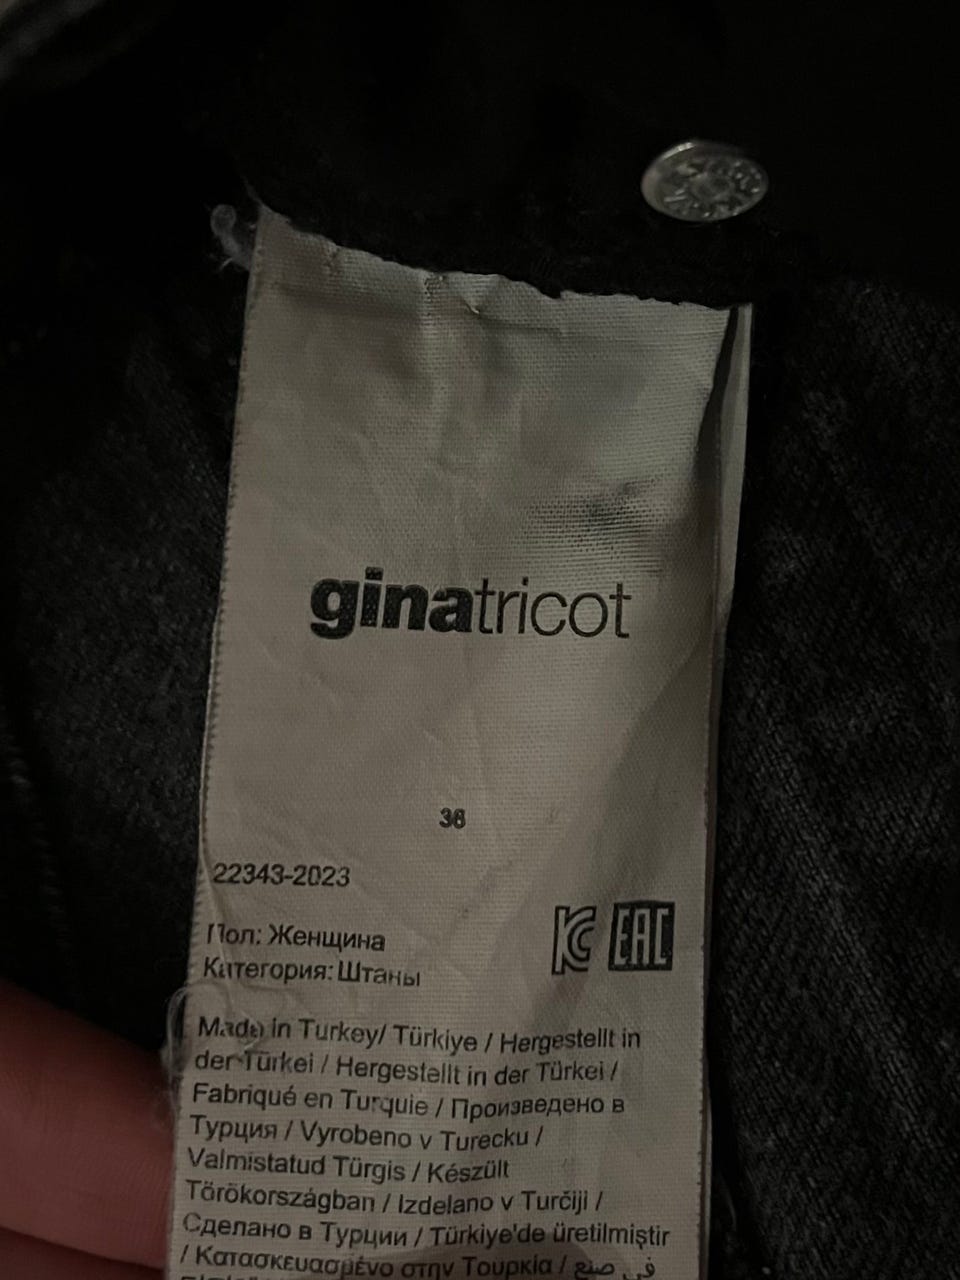 ginatricot
36
22343-2023
Пол: Женщина
Категория: Штаны
KC EAC
Made in Turkey/ Türkiye / Hergestellt in
der Türkei / Hergestellt in der Türkei /
Fabriqué en Turquie / Произведено в
Турция / Vyrobeno v Turecku /
Valmistatud Türgis / Készült
Törökországban / Izdelano v Turčiji /
Сделано в Турции / Türkiye'de üretilmiştir
/ Κατασκευασμένο στην Τουρκία / صنع في